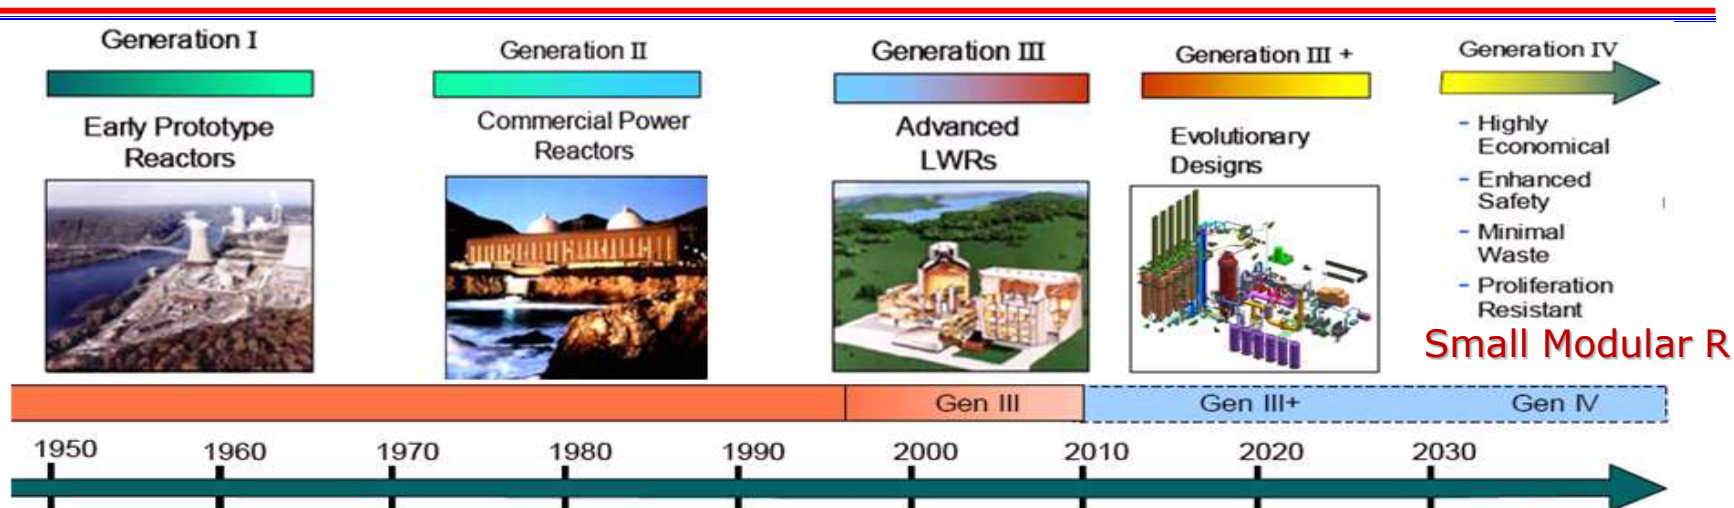 Generation I
Early Prototype
Reactors
Generation II
Commercial Power
Reactors
Generation III
Advanced
LWRs
Generation III +
Evolutionary
Designs
Generation IV
- Highly
Economical
- Enhanced
Safety
- Minimal
Waste
- Proliferation
Resistant
Small Modular R
Gen III
Gen III+
Gen IV
1950
1960
1970
1980
1990
2000
2010
2020
2030